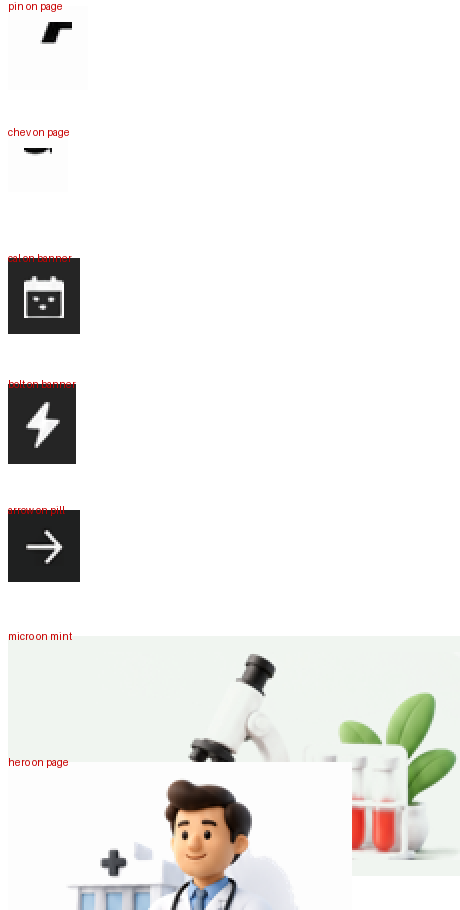 pin on page
chev on page
cal on banner
bolt on banner
arrow on pill
micro on mint
hero on page